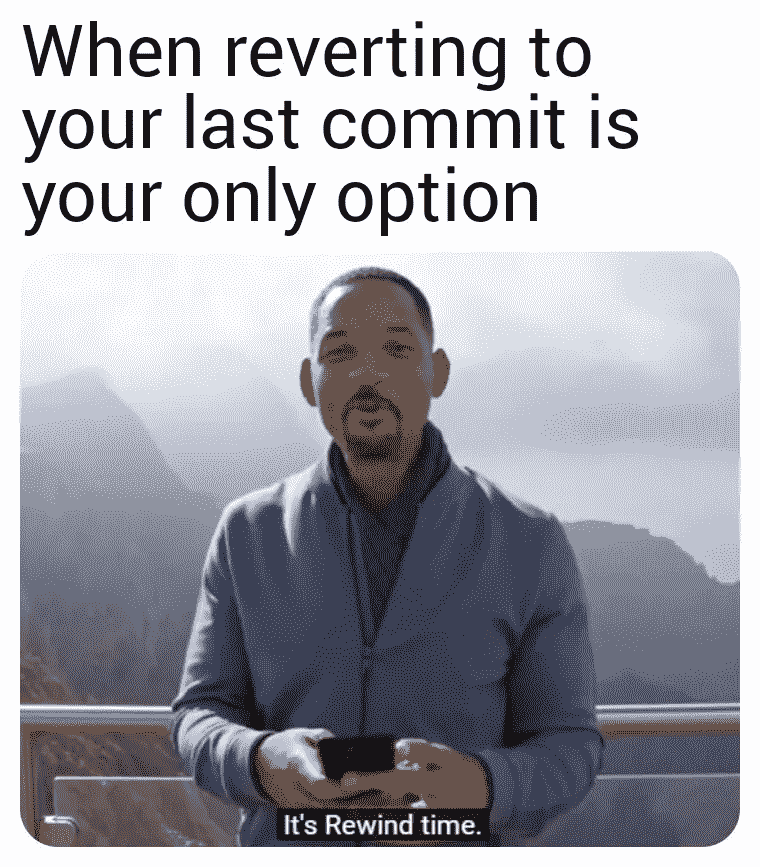 When reverting to
your last commit is
your only option
It's Rewind time.